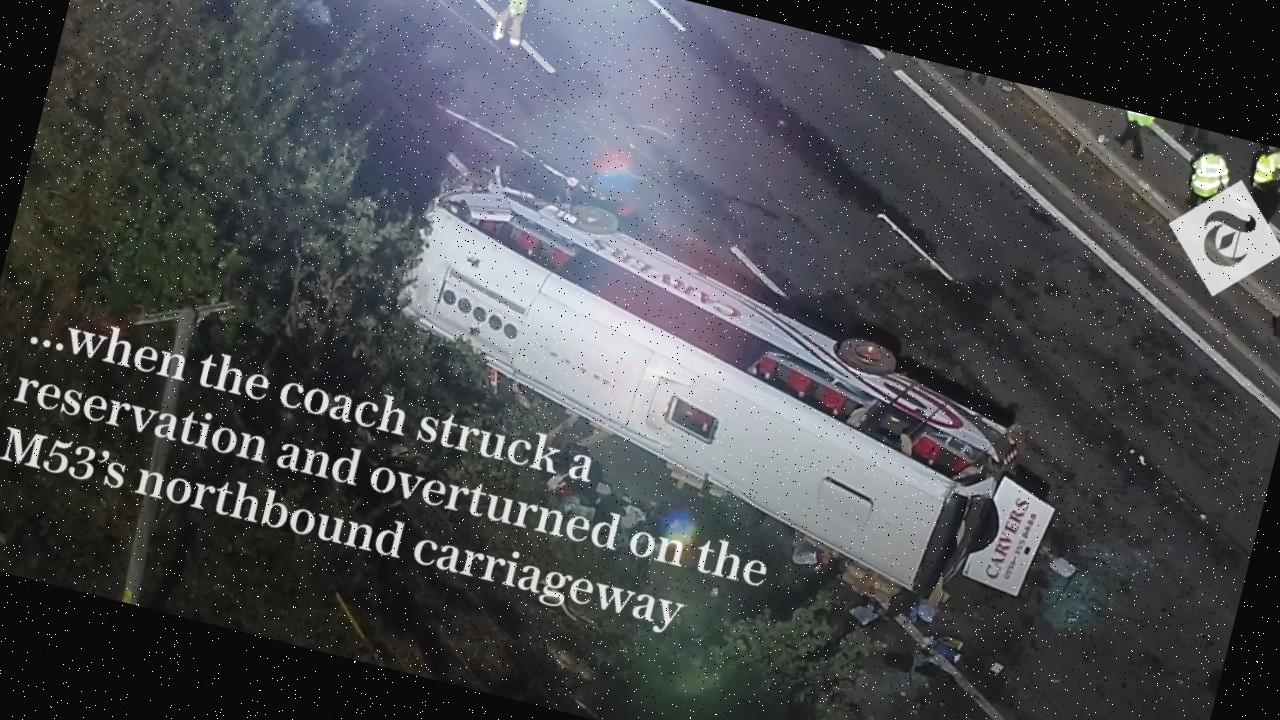 ...when the coach struck a
reservation and overturned on the
M53’s northbound carriageway
CARVERS
CARVERS
T